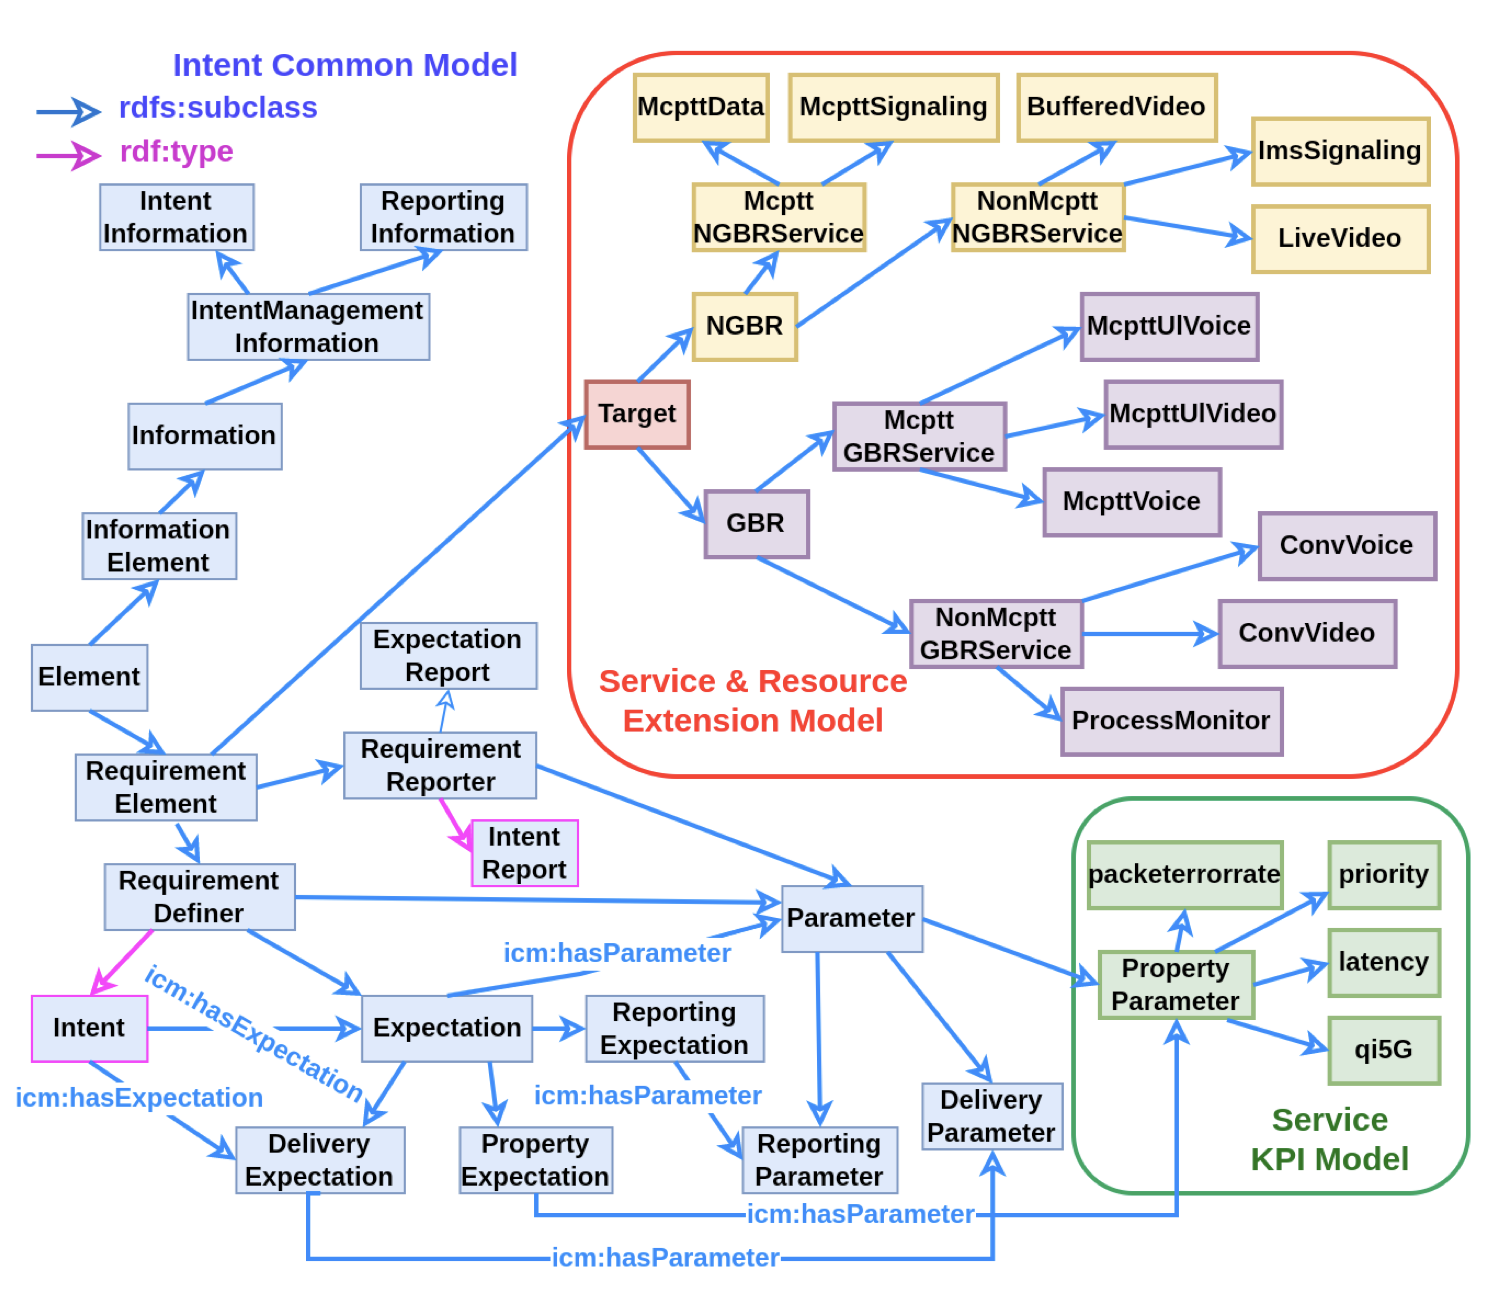 Intent Common Model
rdfs:subclass
rdf:type
Intent
Information
Reporting
Information
IntentManagement
Information
Information
Information
Element
Element
Requirement
Element
Expectation
Report
Requirement
Reporter
Intent
Report
Requirement
Definer
Intent
icm:hasExpectation
icm:hasExpectation
Expectation
icm:hasParameter
Reporting
Expectation
icm:hasParameter
Delivery
Expectation
Property
Expectation
Reporting
Parameter
Parameter
Delivery
Parameter
icm:hasParameter
icm:hasParameter
McpttData
McpttSignaling
BufferedVideo
ImsSignaling
Mcptt
NGBRService
NonMcptt
NGBRService
LiveVideo
NGBR
McpttUlVoice
Target
Mcptt
GBRService
McpttUlVideo
McpttVoice
GBR
ConvVoice
NonMcptt
GBRService
ConvVideo
ProcessMonitor
Service & Resource
Extension Model
packeterrorrate
priority
Property
Parameter
latency
qi5G
Service
KPI Model